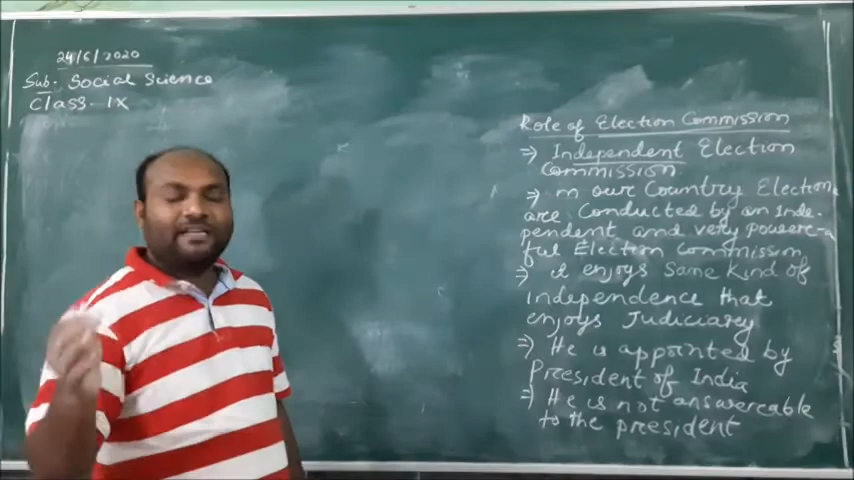 24/6/2020
Sub- Social Science
Class- IX
Role of Election Commission
⇒ Independent Election
Commission
⇒ In our Country Election
are Conducted by an Inde-
pendent and very powerf-
ful Election Commission
⇒ it enjoys Same Kind of
independence that
enjoys Judiciary
⇒ He is appointed by
President of India
⇒ He is not Answerable
to the president